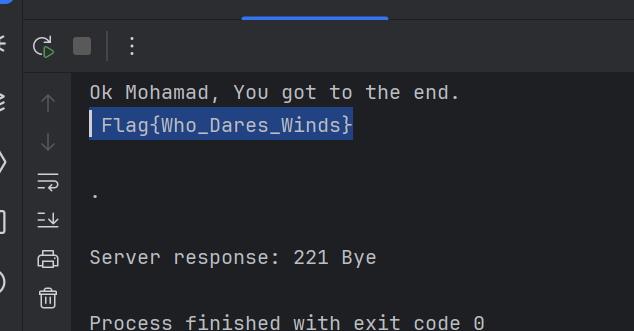 Ok Mohamad, You got to the end.
Flag{Who_Dares_Winds}
.
Server response: 221 Bye
Process finished with exit code 0